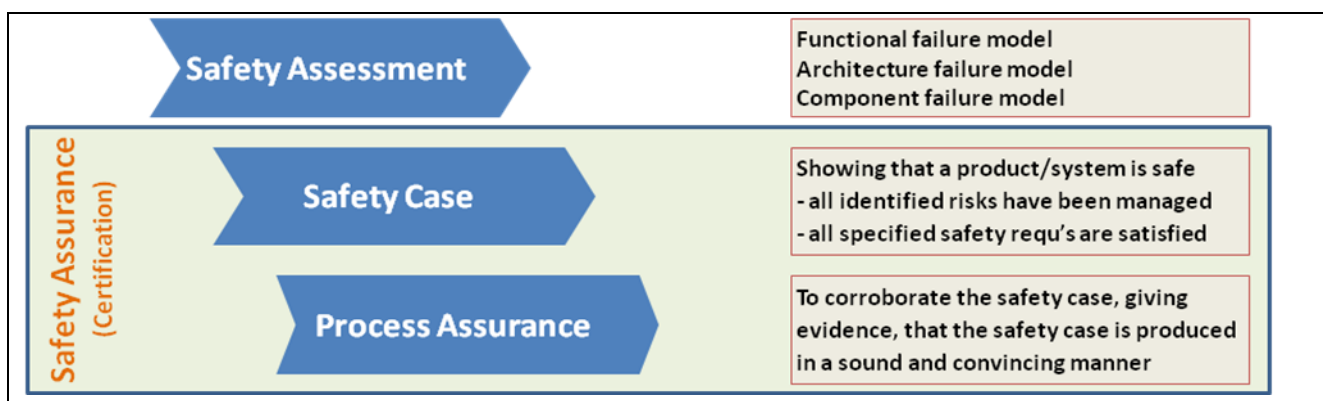 Safety Assessment
Functional failure model
Architecture failure model
Component failure model
Safety Assurance
(Certification)
Safety Case
Showing that a product/system is safe
- all identified risks have been managed
- all specified safety requ's are satisfied
Process Assurance
To corroborate the safety case, giving
evidence, that the safety case is produced
in a sound and convincing manner